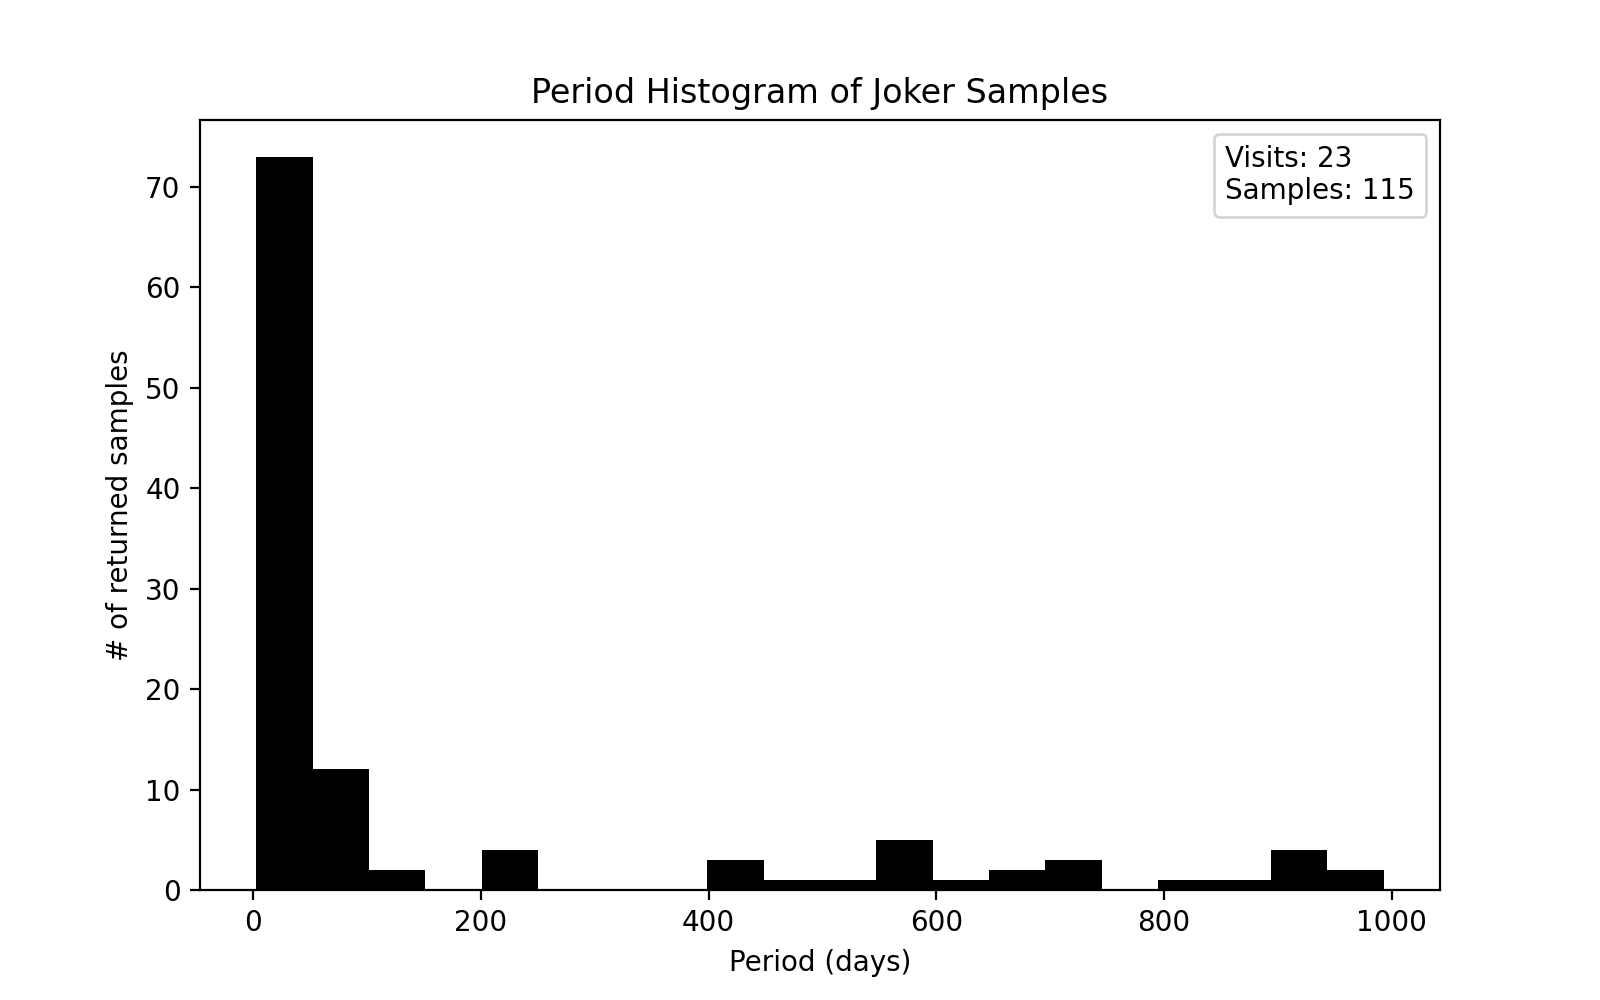 Period Histogram of Joker Samples
Visits: 23
Samples: 115
# of returned samples
70
60
50
40
30
20
10
0
0 200 400 600 800 1000
Period (days)